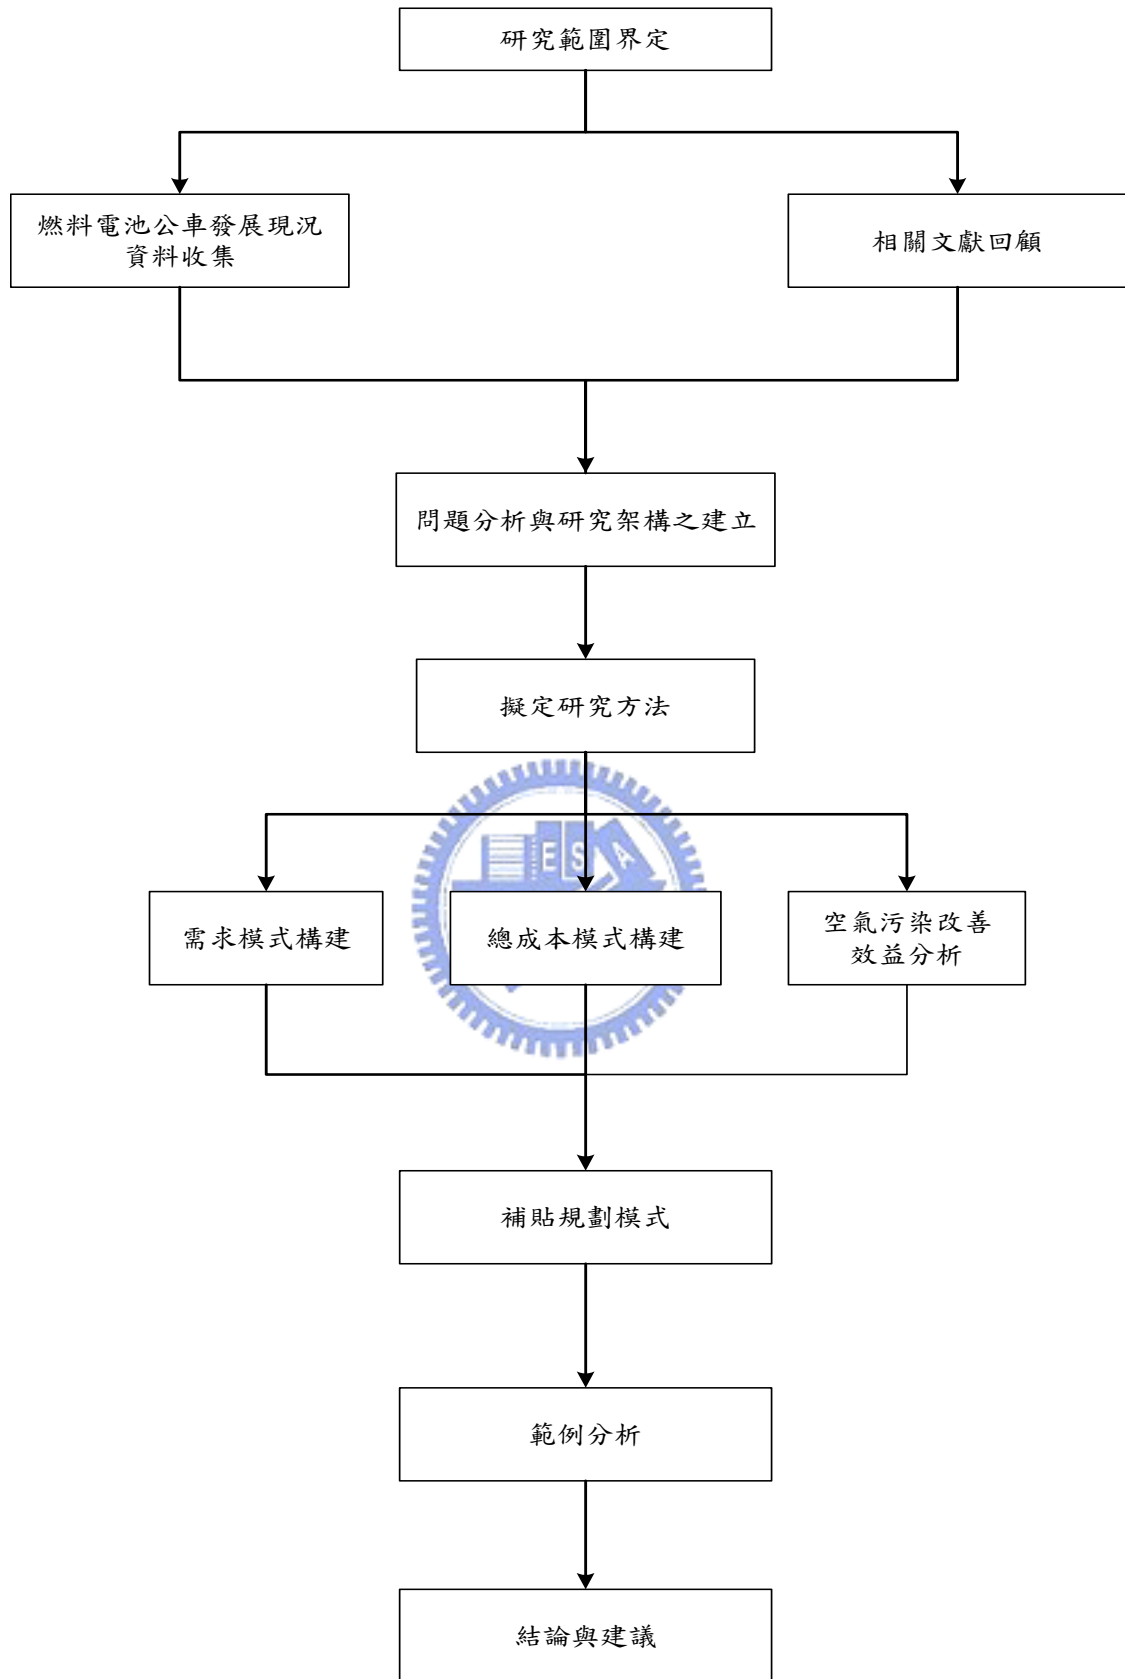 研究範圍界定
燃料電池公車發展現況
資料收集
相關文獻回顧
問題分析與研究架構之建立
擬定研究方法
E S A
需求模式構建
總成本模式構建
空氣污染改善
效益分析
補貼規劃模式
範例分析
結論與建議